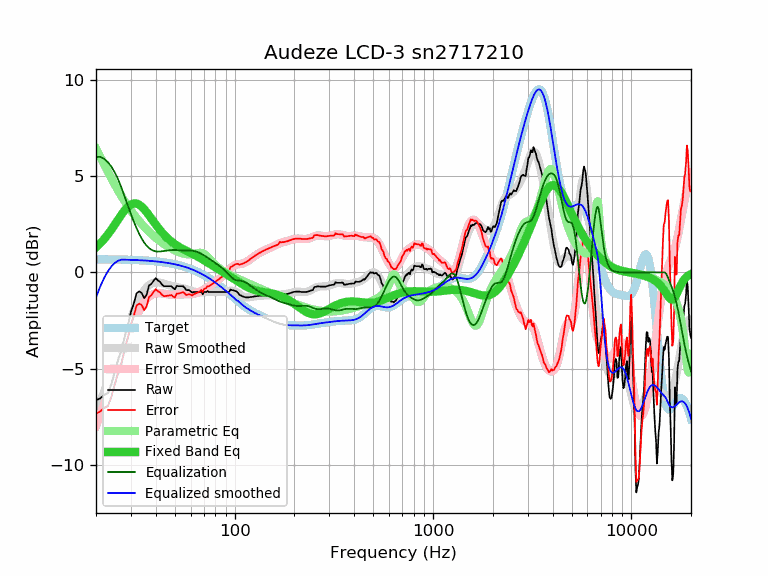 Audeze LCD-3 sn2717210
10
5
0
−5
−10
Amplitude (dBr)
Target
Raw Smoothed
Error Smoothed
Raw
Error
Parametric Eq
Fixed Band Eq
Equalization
Equalized smoothed
100
1000
10000
Frequency (Hz)